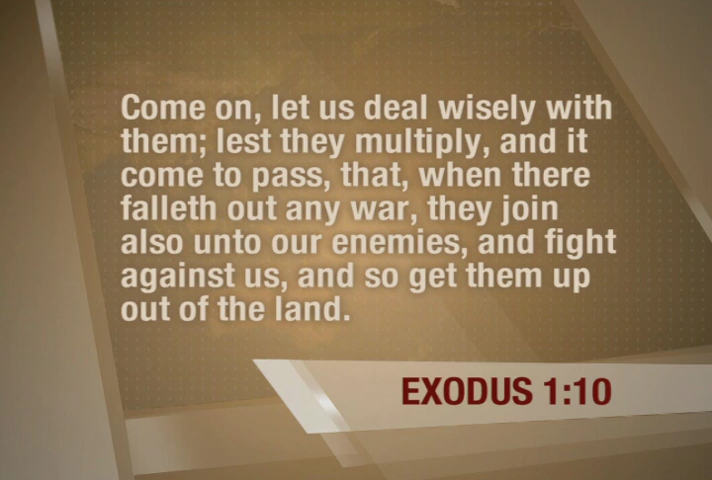 Come on, let us deal wisely with
them; lest they multiply, and it
come to pass, that, when there
falleth out any war, they join
also unto our enemies, and fight
against us, and so get them up
out of the land.
EXODUS 1:10